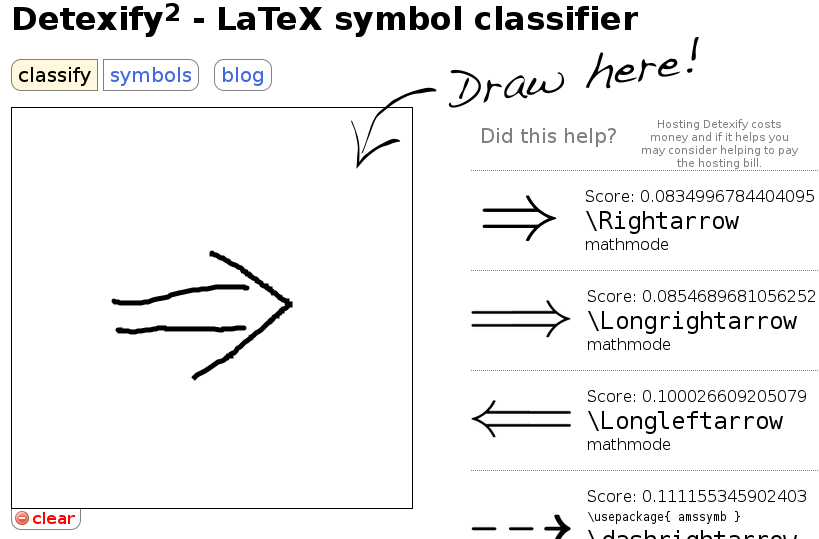 Detexify² - LaTeX symbol classifier
classify symbols blog
Draw here!
Did this help?
Hosting Detexify costs
money and if it helps you
may consider helping to pay
the hosting bill.
Score: 0.0834996784404095
\Rightarrow
mathmode
Score: 0.0854689681056252
\Longrightarrow
mathmode
Score: 0.100026609205079
\Longleftarrow
mathmode
Score: 0.111155345902403
\usepackage{ amssymb }
\dashrightarrow
clear